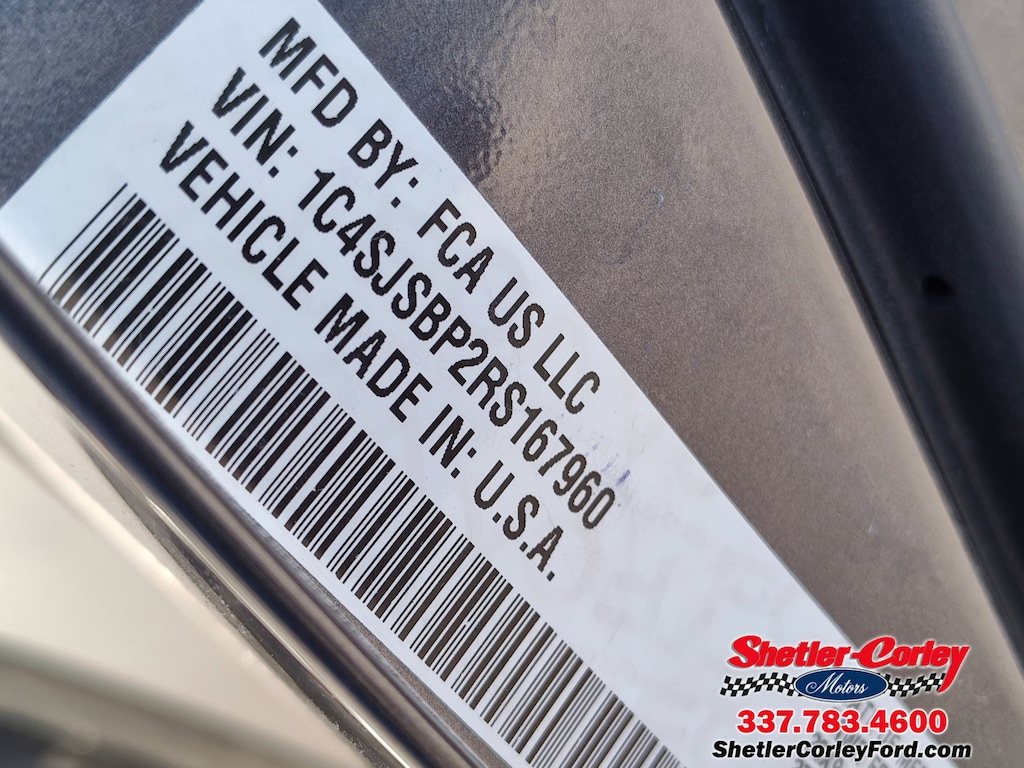 MFD BY: FCA US LLC
VIN: 1C4SJSBP2RS167960
VEHICLE MADE IN: U.S.A.
Shetler-Corley
Motors
337.783.4600
ShetlerCorleyFord.com